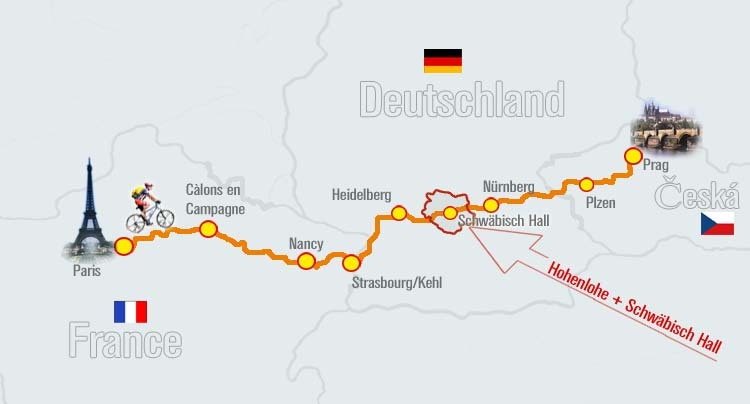 Deutschland
Prag
Česká
Càlons en
Campagne
Heidelberg
Nürnberg
Plzen
Schwäbisch Hall
Nancy
Paris
Strasbourg/Kehl
Hohenlohe + Schwäbisch Hall
France